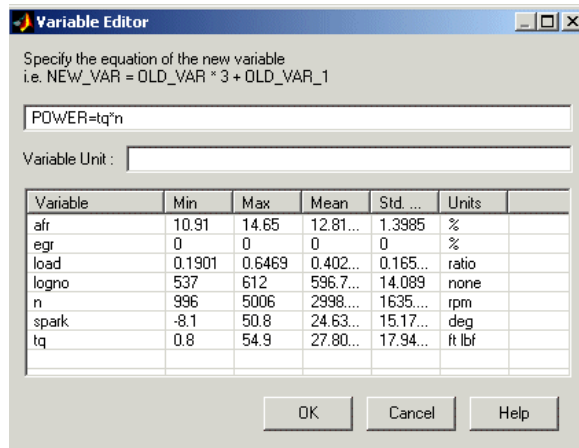 Variable Editor
Specify the equation of the new variable
i.e. NEW_VAR = OLD_VAR * 3 + OLD_VAR_1
POWER=tq*n
Variable Unit :
Variable Min Max Mean Std. ... Units
afr 10.91 14.65 12.81... 1.3985 %
egr 0 0 0 0 %
load 0.1901 0.6469 0.402... 0.165... ratio
logno 537 612 596.7... 14.089 none
n 996 5006 2998.... 1635.... rpm
spark -8.1 50.8 24.63... 15.17... deg
tq 0.8 54.9 27.80... 17.94... ft lbf
OK Cancel Help